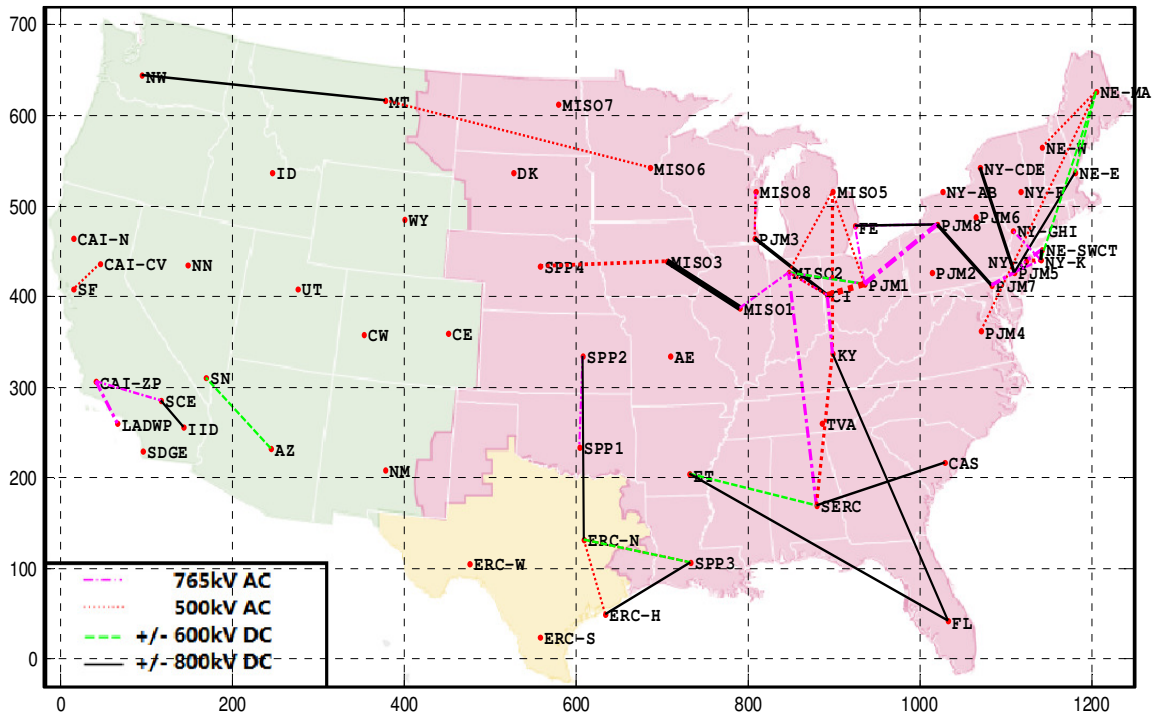 700
600
500
400
300
200
100
0
NW
MT
MISO7
NE-MA
MISO6
NE-W
ID
DK
NY-CDE
NE-E
WY
MISO8
MISO5
NY-AB
NY-F
CAI-N
FE
PJM8
PJM6
NY-GHI
CAI-CV
NN
SPP4
MISO3
PJM3
MISO2
PJM2
NE-SWCT
NY-K
PJM5
SF
UT
MISO1
CI
PJM1
PJM7
CW
CE
SPP2
AE
KY
PJM4
CAI-ZP
SN
SCE
LADWP
IID
SDGE
AZ
NM
SPP1
TVA
CAS
ET
SERC
ERC-N
ERC-W
SPP3
ERC-H
ERC-S
FL
765kV AC
500kV AC
+/- 600kV DC
+/- 800kV DC
0 200 400 600 800 1000 1200